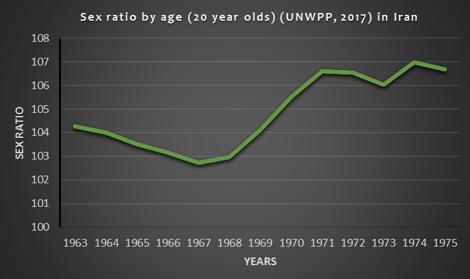 Sex ratio by age (20 year olds) (UNWPP, 2017) in Iran
108
107
106
105
104
103
102
101
100
SEX RATIO
1963 1964 1965 1966 1967 1968 1969 1970 1971 1972 1973 1974 1975
YEARS